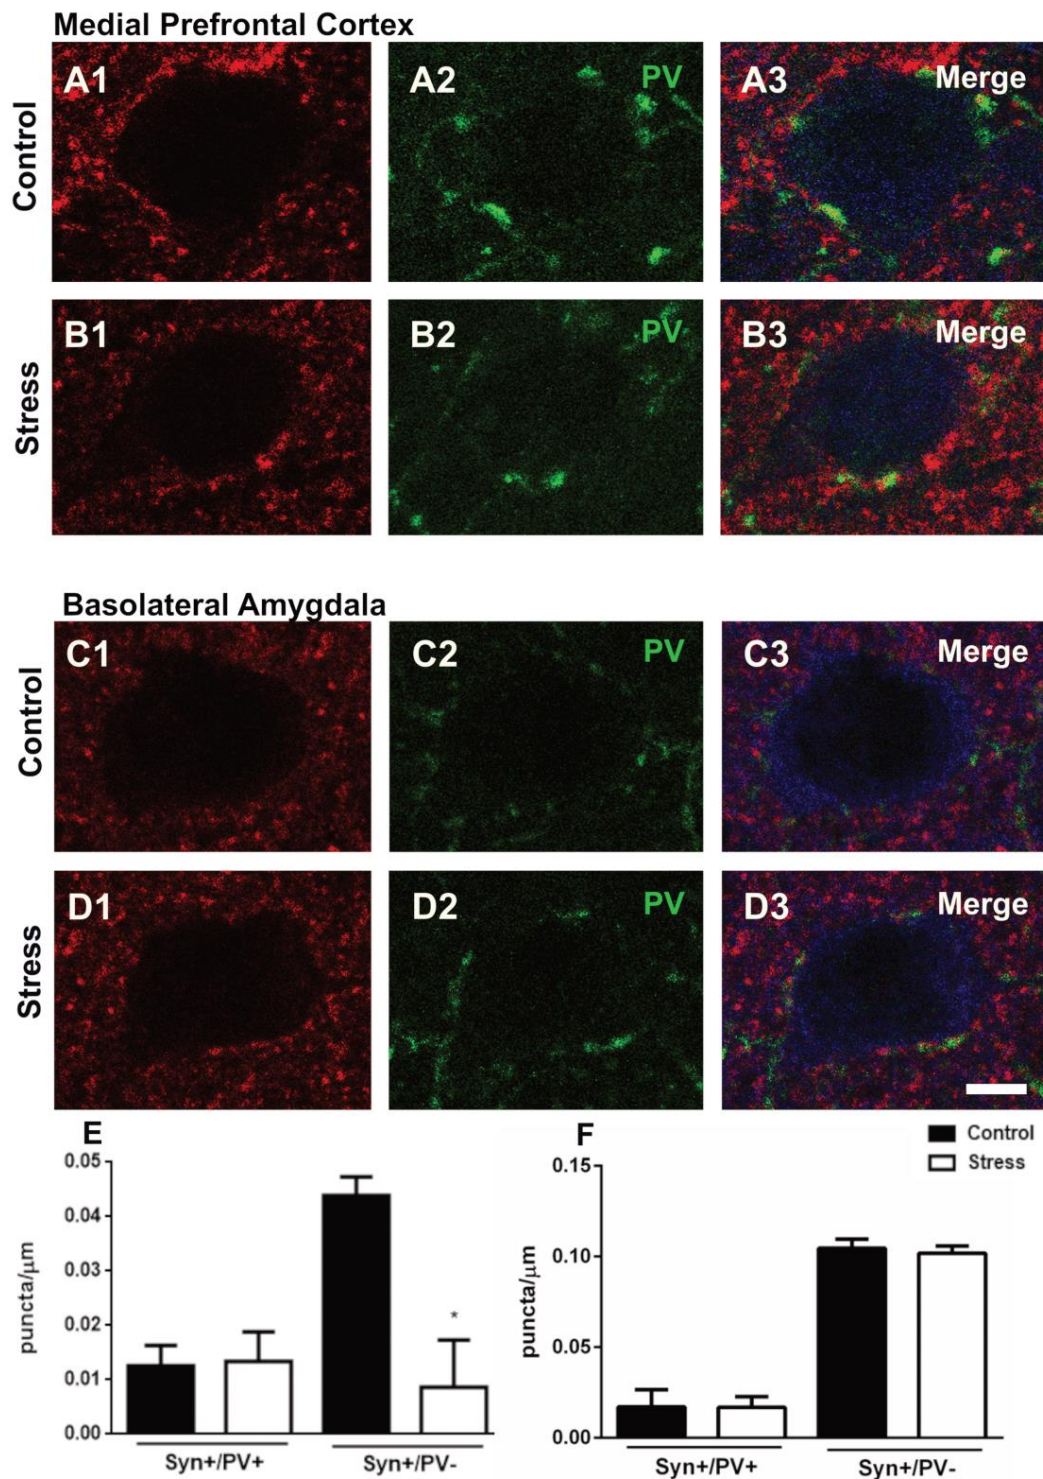 Medial Prefrontal Cortex
Control
A1
A2
PV
A3
Merge
Stress
B1
B2
PV
B3
Merge
Basolateral Amygdala
Control
C1
C2
PV
C3
Merge
Stress
D1
D2
PV
D3
Merge
E
puncta/μm
0.05
0.04
0.03
0.02
0.01
0.00
*
Syn+/PV+
Syn+/PV-
F
Control
Stress
puncta/μm
0.15
0.10
0.05
0.00
Syn+/PV+
Syn+/PV-